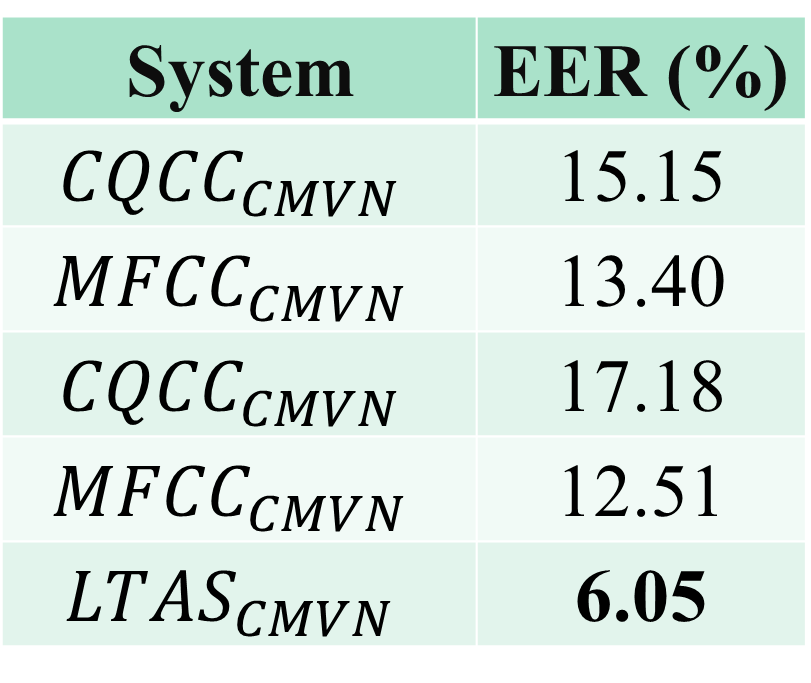 System EER (%)
CQCC_CMVN 15.15
MFCC_CMVN 13.40
CQCC_CMVN 17.18
MFCC_CMVN 12.51
LTAS_CMVN 6.05